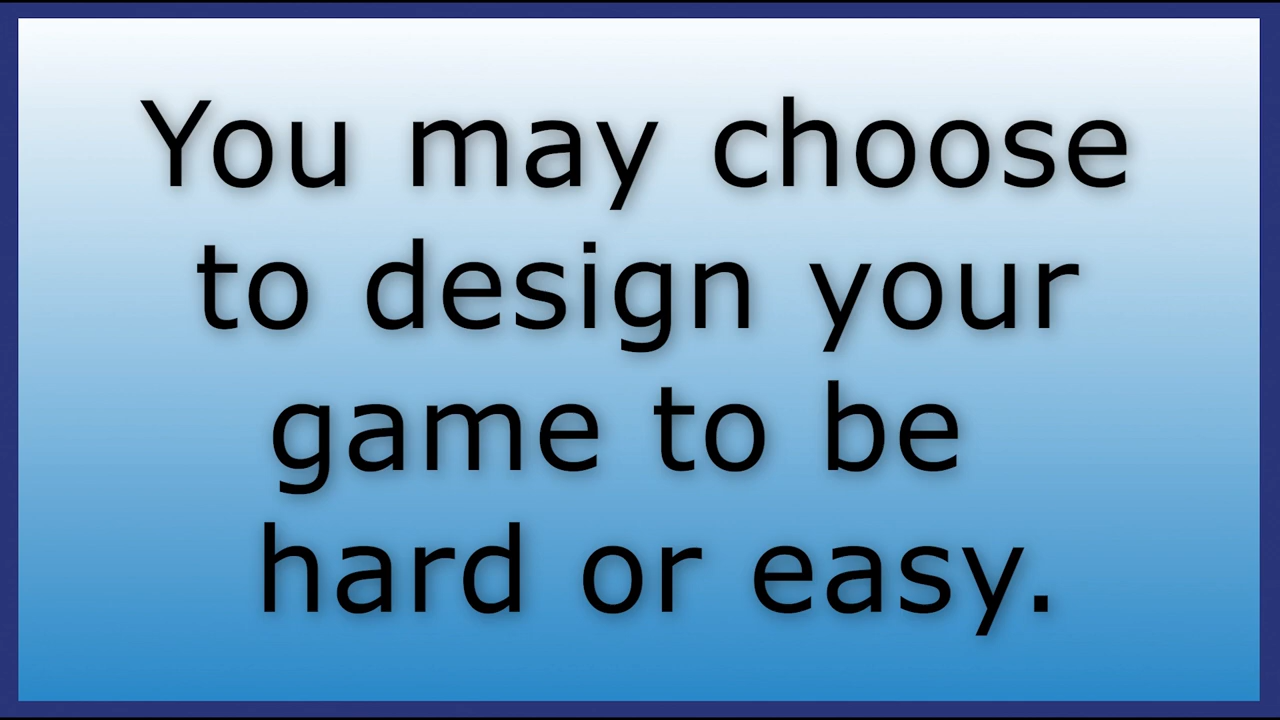 You may choose
to design your
game to be
hard or easy.